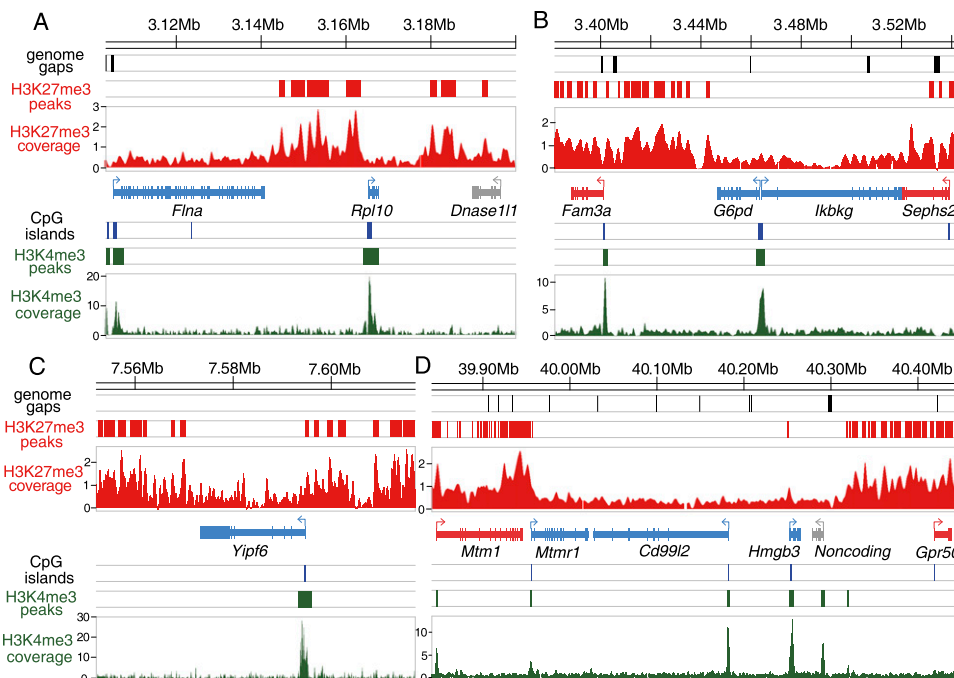 A
3.12Mb 3.14Mb 3.16Mb 3.18Mb
genome
gaps
H3K27me3
peaks
H3K27me3
coverage
3
2
1
0
Flna Rpl10 Dnase1l1
CpG
islands
H3K4me3
peaks
H3K4me3
coverage
20
10
0
B
3.40Mb 3.44Mb 3.48Mb 3.52Mb
2
1
0
Fam3a G6pd Ikbkg Sephs2
10
5
0
C
7.56Mb 7.58Mb 7.60Mb
genome
gaps
H3K27me3
peaks
H3K27me3
coverage
2
1
0
Yipf6
CpG
islands
H3K4me3
peaks
H3K4me3
coverage
30
20
10
D
39.90Mb 40.000Mb 40.10Mb 40.20Mb 40.30Mb 40.40Mb
2
1
0
Mtm1 Mtmr1 Cd99l2 Hmgb3 Noncoding Gpr50
10
5
0